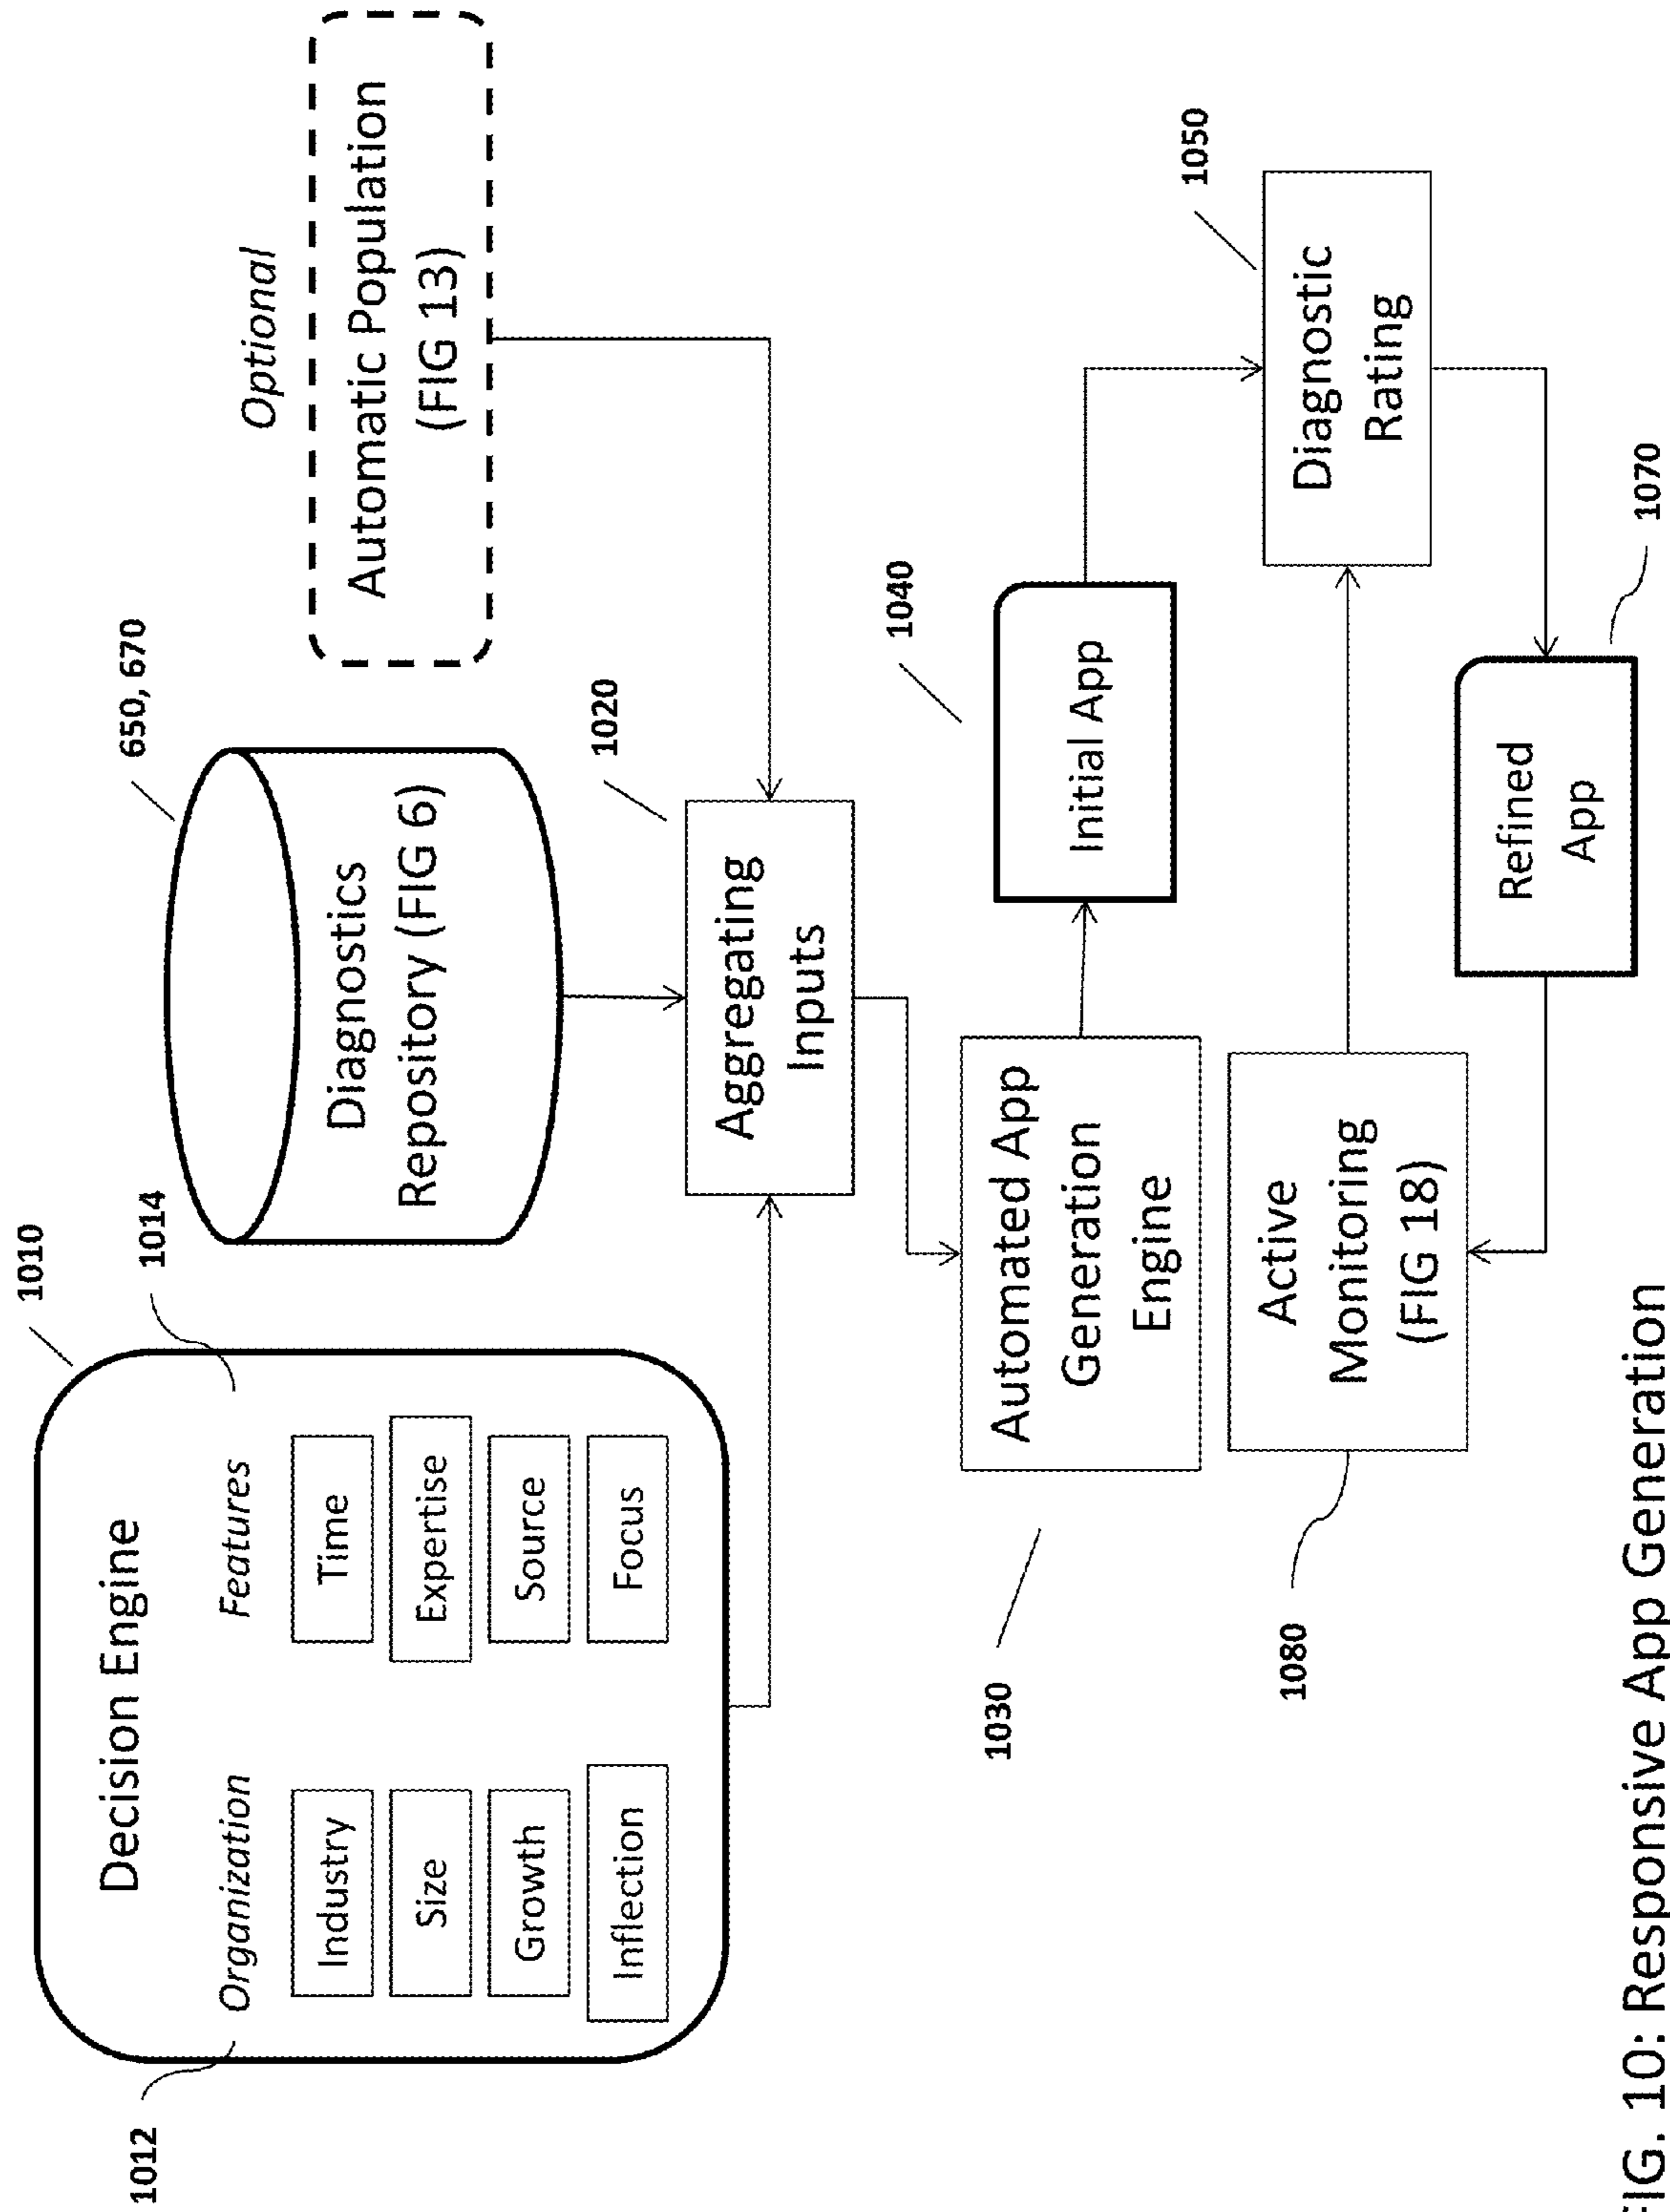 1010
1012
1014
Decision Engine
Organization
Features
Industry
Time
Size
Expertise
Growth
Source
Inflection
Focus
650, 670
Diagnostics
Repository (FIG 6)
Optional
Automatic Population
(FIG 13)
1020
Aggregating
Inputs
1030
Automated App
Generation
Engine
1040
Initial App
1050
Diagnostic
Rating
1080
Active
Monitoring
(FIG 18)
1070
Refined
App
FIG. 10: Responsive App Generation